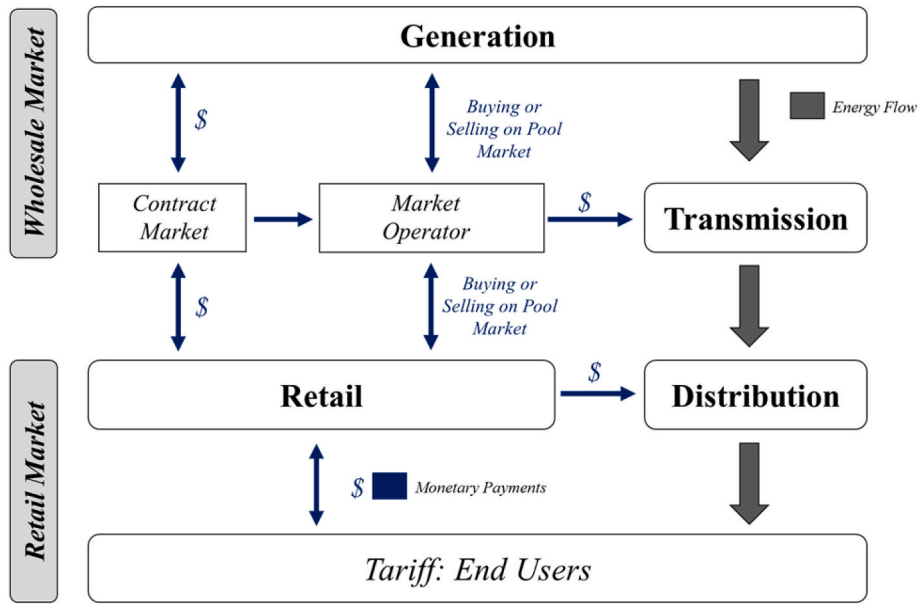 Wholesale Market
Generation
$
Buying or
Selling on Pool
Market
Energy Flow
Contract
Market
Market
Operator
$
Transmission
$
Buying or
Selling on Pool
Market
Retail Market
Retail
$
Distribution
$
Monetary Payments
Tariff: End Users